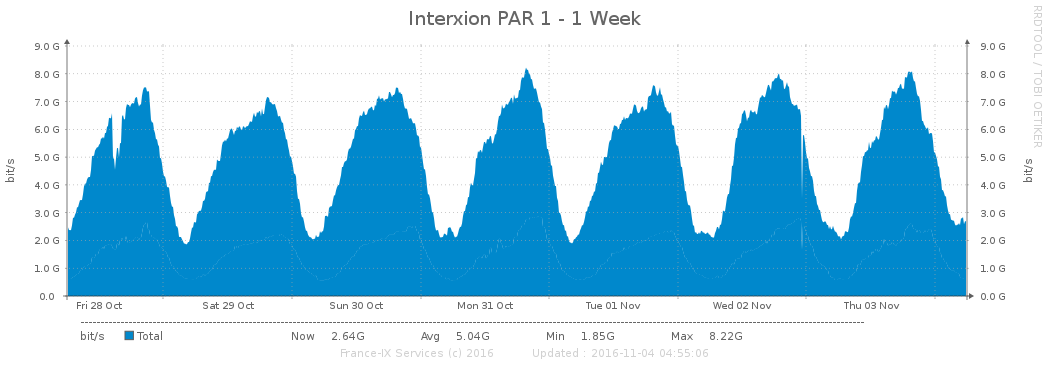 Interxion PAR 1 - 1 Week
RRDTOOL / TOBI OETIKER
9.0 G 9.0 G
8.0 G 8.0 G
7.0 G 7.0 G
6.0 G 6.0 G
5.0 G 5.0 G
4.0 G 4.0 G
3.0 G 3.0 G
2.0 G 2.0 G
1.0 G 1.0 G
0.0 0.0 G
bit/s bit/s
Fri 28 Oct Sat 29 Oct Sun 30 Oct Mon 31 Oct Tue 01 Nov Wed 02 Nov Thu 03 Nov
bit/s Total Now 2.64G Avg 5.04G Min 1.85G Max 8.22G
France-IX Services (c) 2016 Updated : 2016-11-04 04:55:06